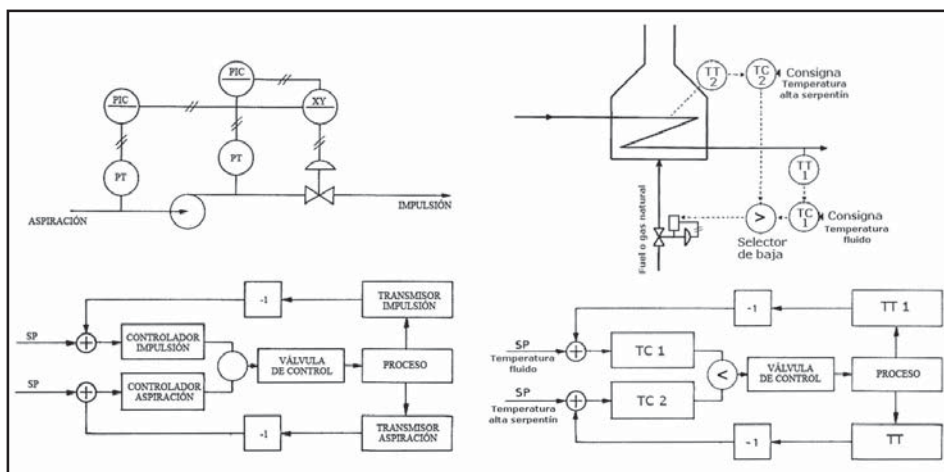 PIC
PIC
XY
PT
PT
ASPIRACIÓN
IMPULSIÓN
TT
2
TC
2
Consigna
Temperatura
alta serpentín
TT
1
TC
1
Consigna
Temperatura
fluido
>
Selector
de baja
Fuel o gas natural
-1
TRANSMISOR
IMPULSIÓN
SP
CONTROLADOR
IMPULSIÓN
VÁLVULA
DE CONTROL
PROCESO
SP
CONTROLADOR
ASPIRACIÓN
-1
TRANSMISOR
ASPIRACIÓN
-1
TT 1
SP
Temperatura
fluido
TC 1
<
VÁLVULA
DE CONTROL
PROCESO
SP
Temperatura
alta serpentín
TC 2
-1
TT